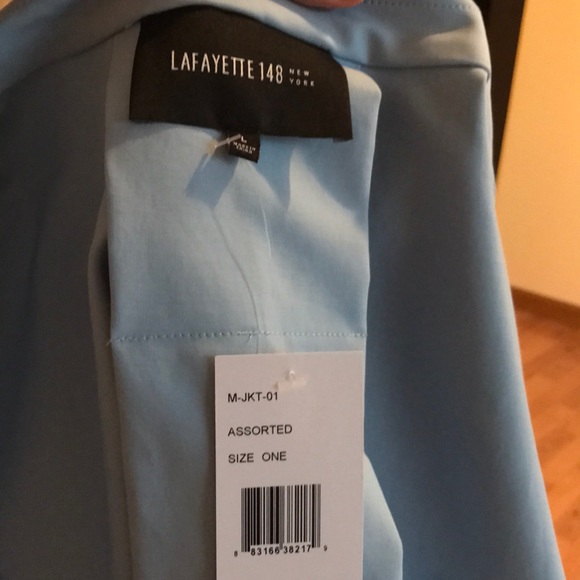 LAFAYETTE 148 NEW
YORK
L
M-JKT-01
ASSORTED
SIZE ONE
8 83166 38217 9